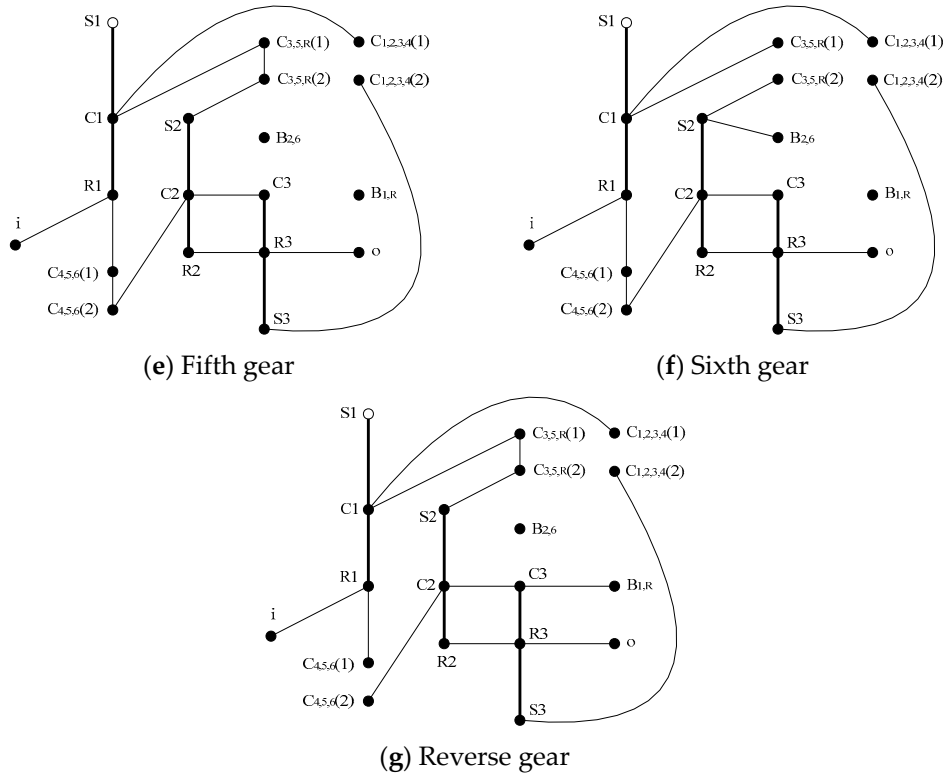 S1 S1
C3,5,R(1) C1,2,3,4(1) C3,5,R(1) C1,2,3,4(1)
C3,5,R(2) C1,2,3,4(2) C3,5,R(2) C1,2,3,4(2)
C1 S2 C1 S2
B2,6 B2,6
R1 C2 C3 B1,R R1 C2 C3 B1,R
i i
R2 R3 o R2 R3 o
C4,5,6(1) C4,5,6(1)
C4,5,6(2) C4,5,6(2)
S3 S3
(e) Fifth gear (f) Sixth gear
S1
C3,5,R(1) C1,2,3,4(1)
C3,5,R(2) C1,2,3,4(2)
C1 S2
B2,6
R1 C2 C3 B1,R
i
R2 R3 o
C4,5,6(1)
C4,5,6(2)
S3
(g) Reverse gear